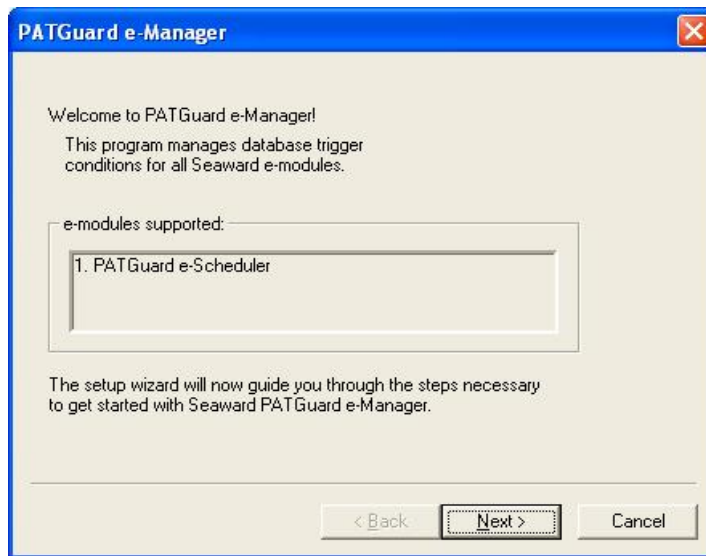 PATGuard e-Manager
Welcome to PATGuard e-Manager!
This program manages database trigger
conditions for all Seaward e-modules.
e-modules supported:
1. PATGuard e-Scheduler
The setup wizard will now guide you through the steps necessary
to get started with Seaward PATGuard e-Manager.
< Back
Next >
Cancel